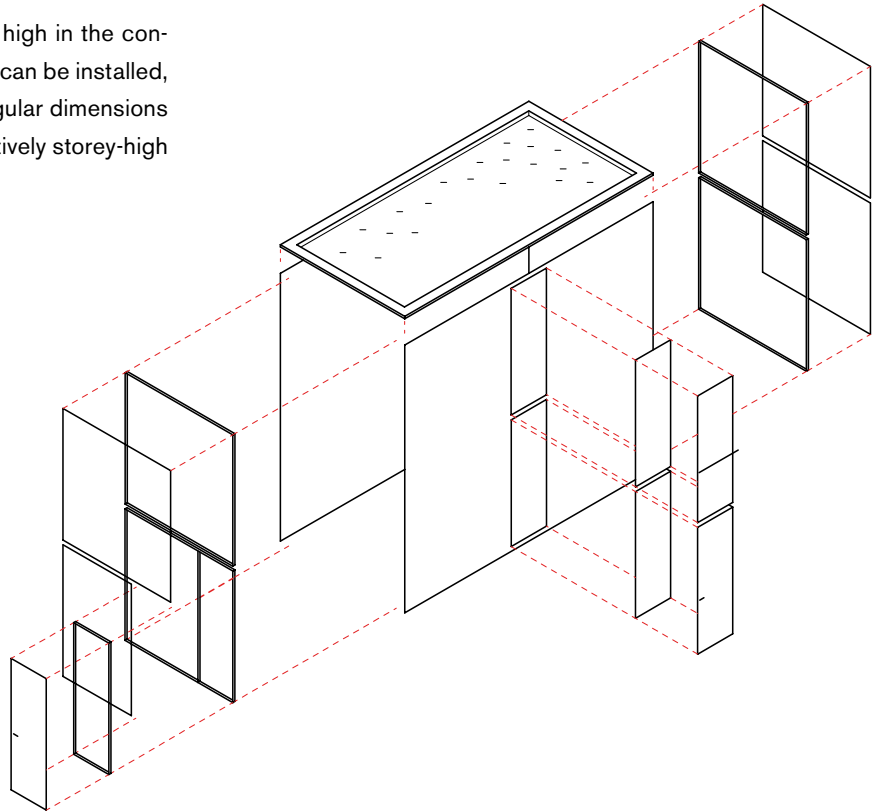 high in the con-
can be installed,
gular dimensions
tively storey-high